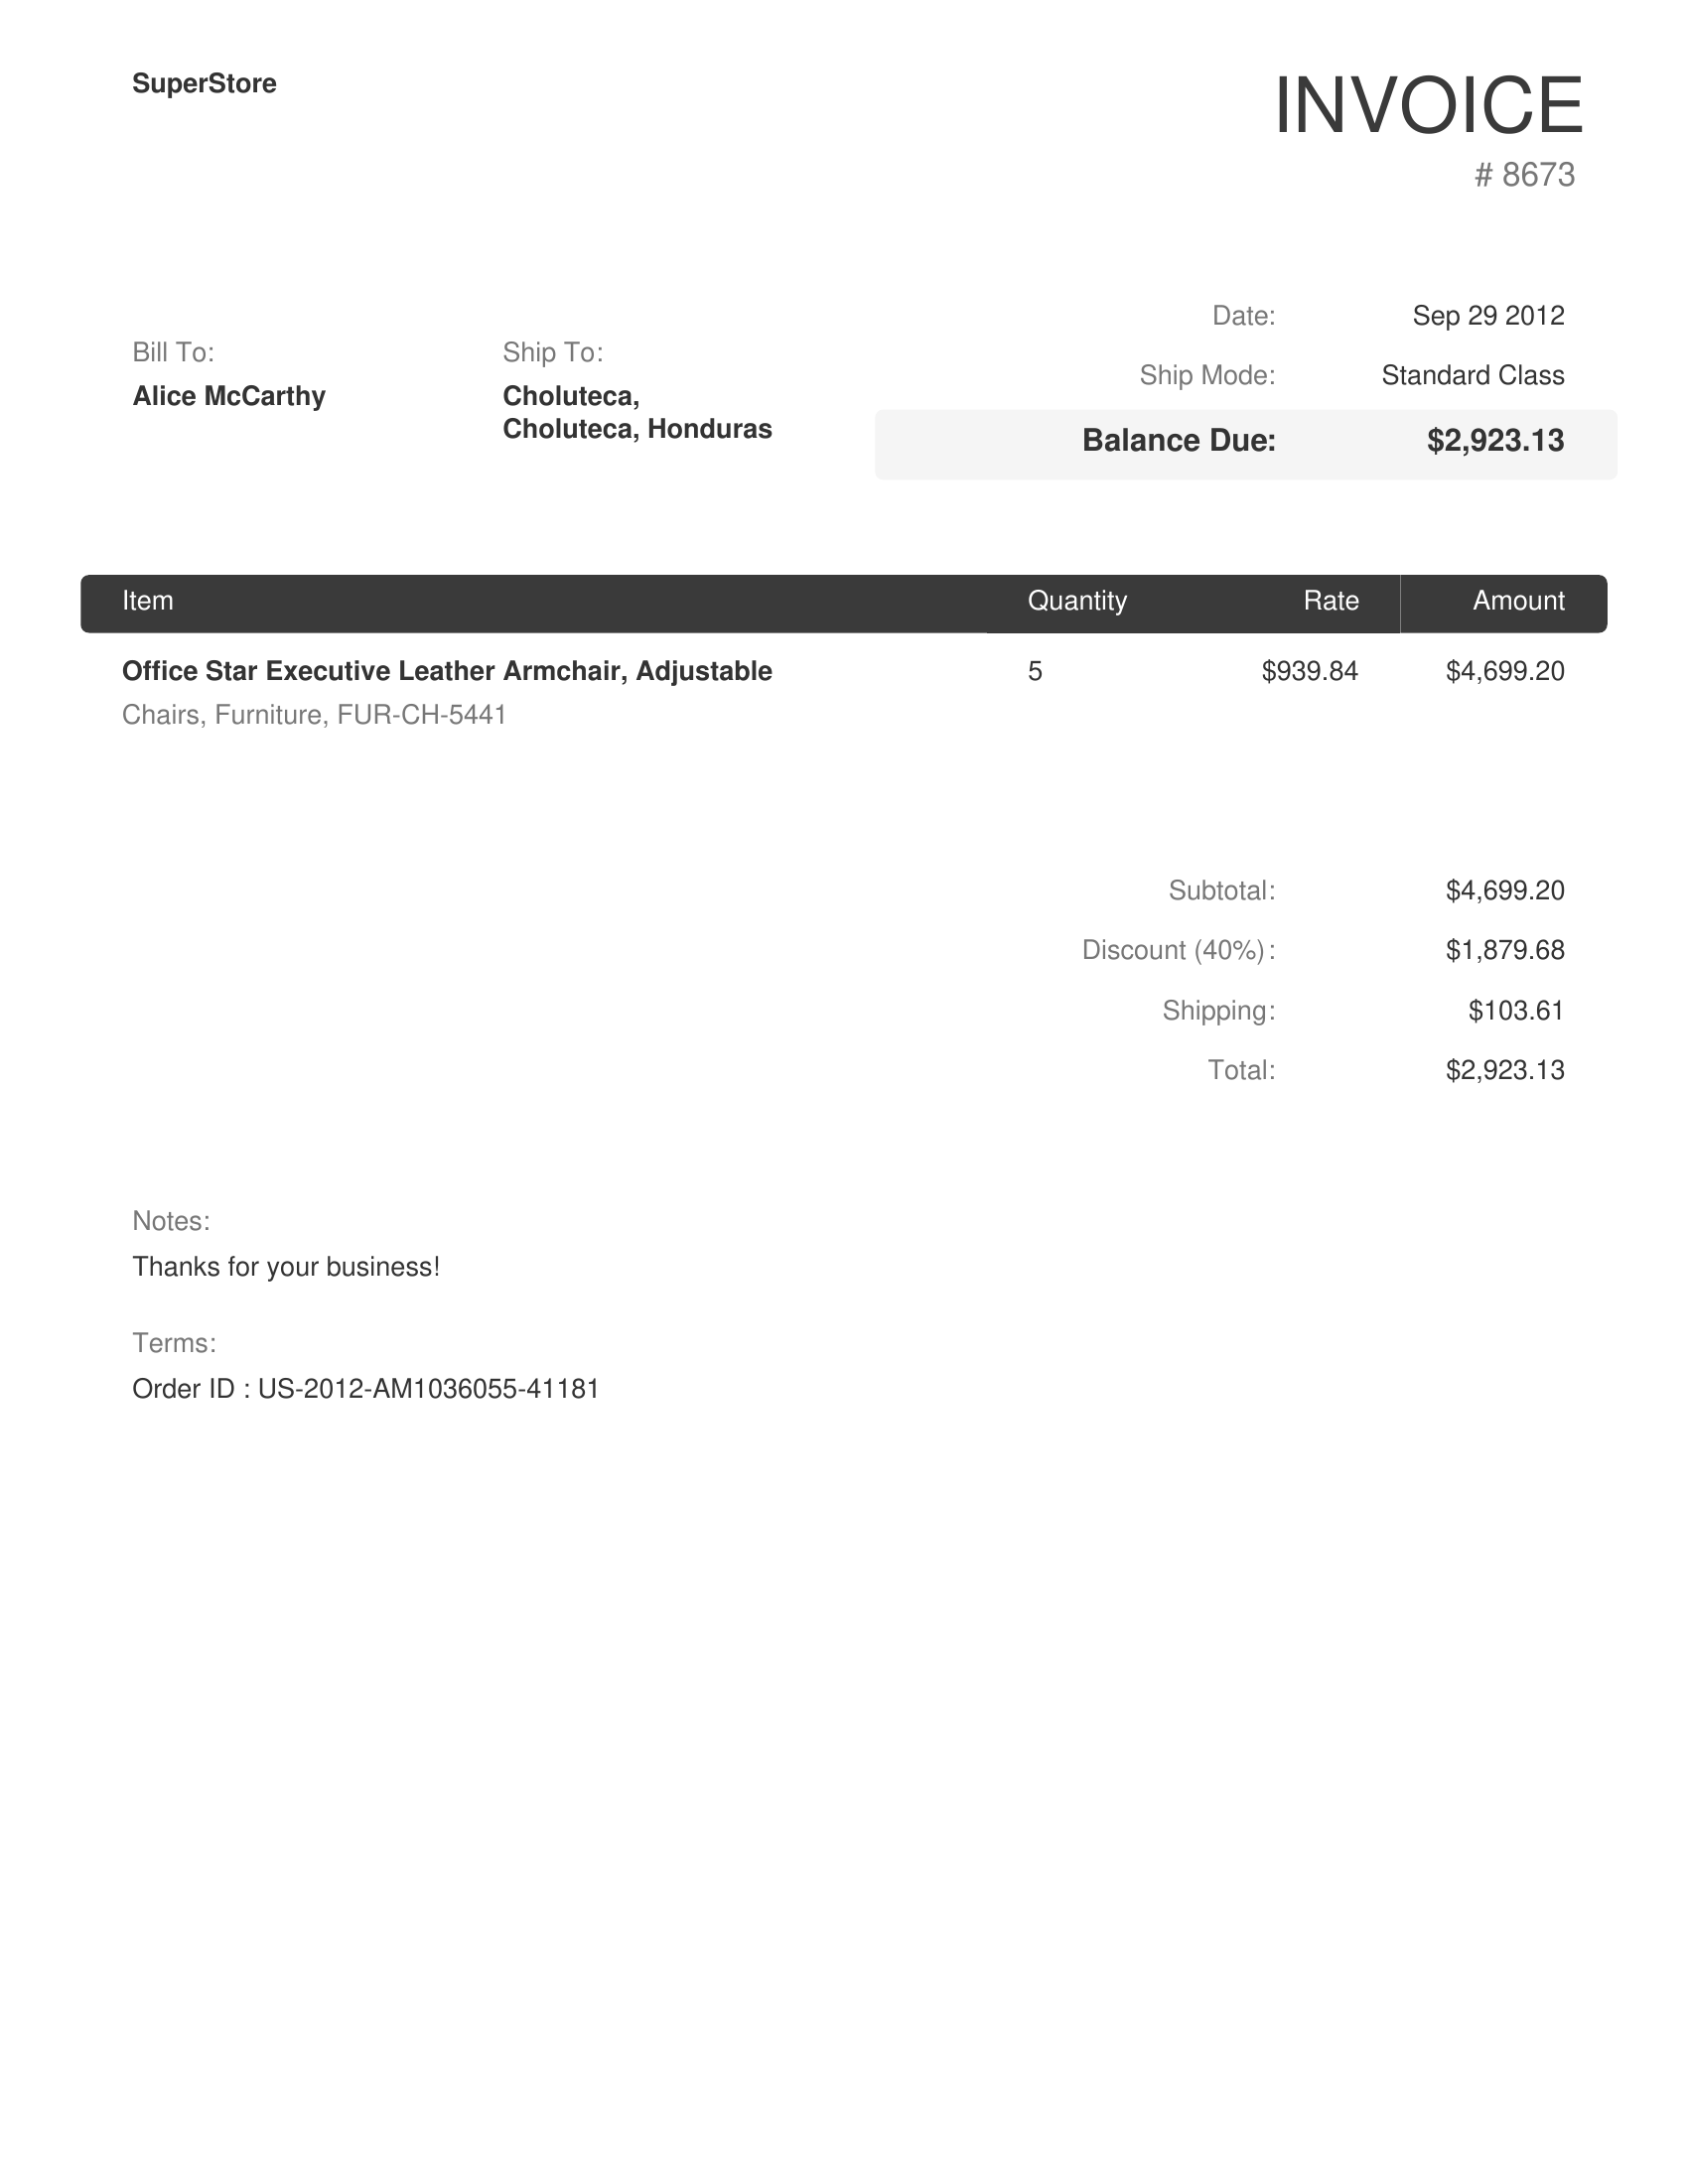 SuperStore
INVOICE
# 8673
Date: Sep 29 2012
Ship Mode: Standard Class
Balance Due: $2,923.13
Bill To:
Alice McCarthy
Ship To:
Choluteca,
Choluteca, Honduras
Item Quantity Rate Amount
Office Star Executive Leather Armchair, Adjustable 5 $939.84 $4,699.20
Chairs, Furniture, FUR-CH-5441
Subtotal: $4,699.20
Discount (40%): $1,879.68
Shipping: $103.61
Total: $2,923.13
Notes:
Thanks for your business!
Terms:
Order ID : US-2012-AM1036055-41181